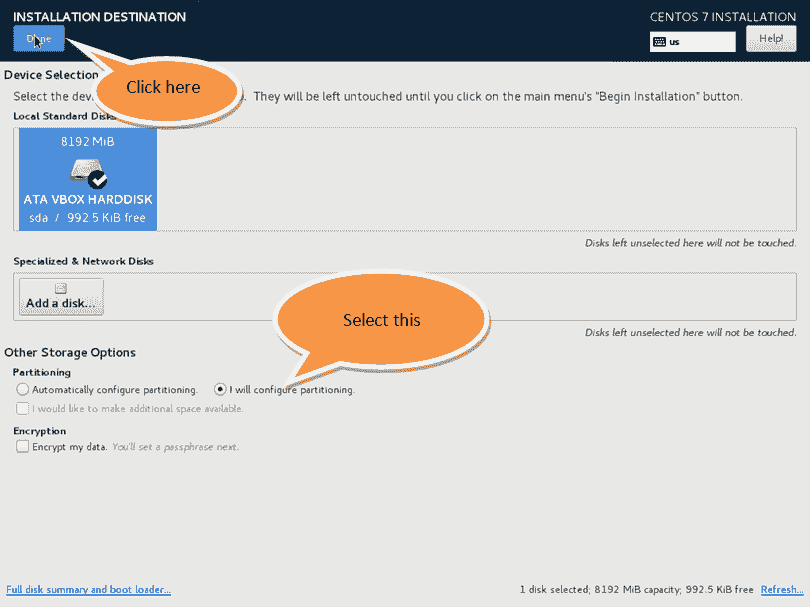 INSTALLATION DESTINATION
CENTOS 7 INSTALLATION
Done
us
Help!
Click here
Device Selection
Select the devi . They will be left untouched until you click on the main menu's "Begin Installation" button.
Local Standard Disks
8192 MiB
ATA VBOX HARDDISK
sda / 992.5 KiB free
Disks left unselected here will not be touched.
Specialized & Network Disks
Add a disk...
Select this
Disks left unselected here will not be touched.
Other Storage Options
Partitioning
Automatically configure partitioning. I will configure partitioning.
I would like to make additional space available.
Encryption
Encrypt my data. You'll set a passphrase next.
Full disk summary and boot loader...
1 disk selected; 8192 MiB capacity; 992.5 KiB free Refresh...